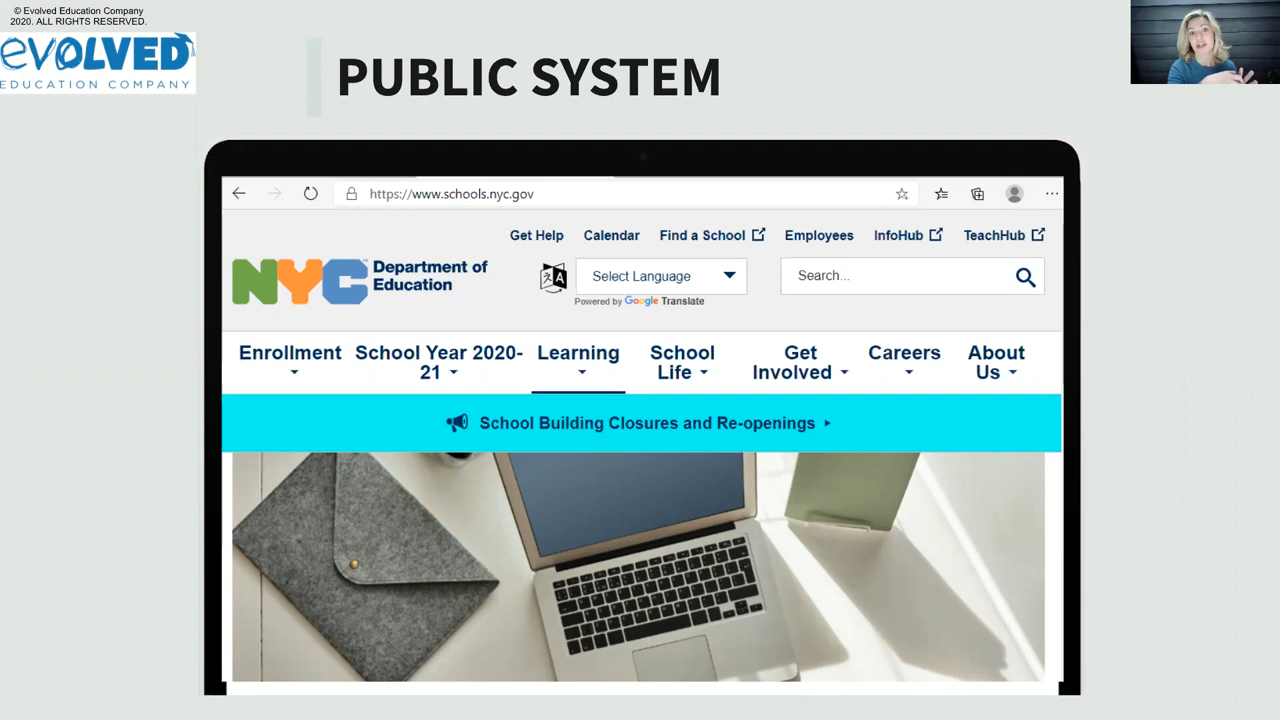 © Evolved Education Company
2020. ALL RIGHTS RESERVED.
evOLVED
EDUCATION COMPANY
PUBLIC SYSTEM
https://www.schools.nyc.gov
Get Help Calendar Find a School Employees InfoHub TeachHub
NYC Department of
Education
Select Language
Search...
Powered by Google Translate
Enrollment School Year 2020-
21 Learning School
Life Get
Involved Careers About
Us
School Building Closures and Re-openings